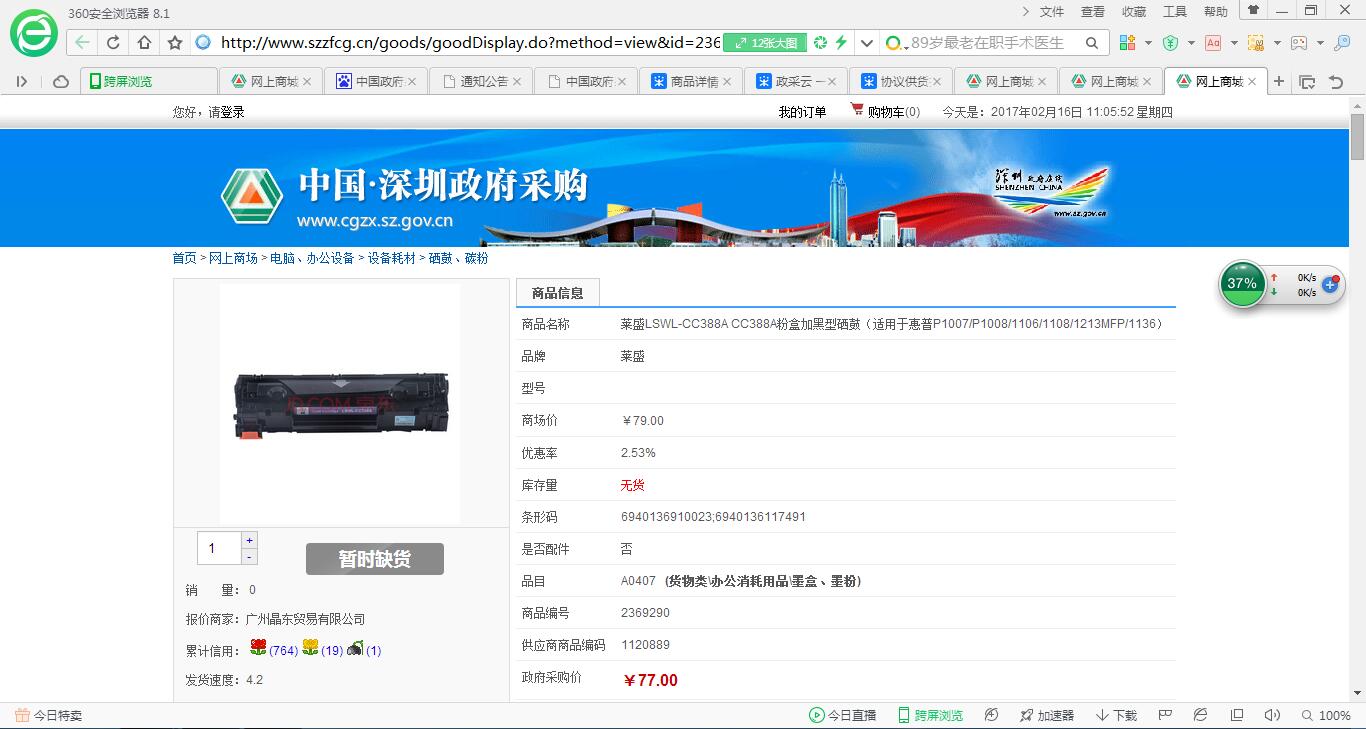 360安全浏览器 8.1
文件 查看 收藏 工具 帮助
http://www.szzfcg.cn/goods/goodDisplay.do?method=view&id=236
12张大图
89岁最老在职手术医生
跨屏浏览
网上商城
中国政府
通知公告
中国政府
商品详情
政采云 一
协议供货
网上商城
网上商城
网上商城
您好，请登录
我的订单 购物车(0) 今天是：2017年02月16日 11:05:52 星期四
中国·深圳政府采购
www.cgzx.sz.gov.cn
深圳 政府在线
SHENZHEN CHINA
www.sz.gov.cn
首页 > 网上商场 > 电脑、办公设备 > 设备耗材 > 硒鼓、碳粉
37%
0K/s
0K/s
JD.COM 京东
1
+
-
暂时缺货
销 量： 0
报价商家：广州晶东贸易有限公司
累计信用： (764) (19) (1)
发货速度： 4.2
商品信息
商品名称 莱盛LSWL-CC388A CC388A粉盒加黑型硒鼓（适用于惠普P1007/P1008/1106/1108/1213MFP/1136）
品牌 莱盛
型号
商场价 ￥79.00
优惠率 2.53%
库存量 无货
条形码 6940136910023;6940136117491
是否配件 否
品目 A0407 (货物类\办公消耗用品\墨盒、墨粉)
商品编号 2369290
供应商商品编码 1120889
政府采购价 ￥77.00
今日特卖
今日直播 跨屏浏览 加速器 下载 100%